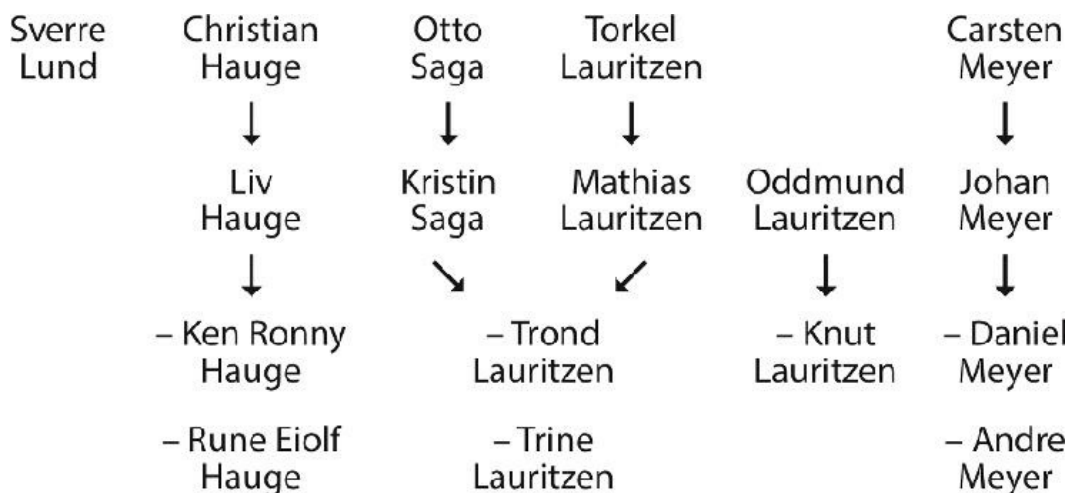 Sverre Christian Otto Torkel Carsten
Lund Hauge Saga Lauritzen Meyer
Liv Kristin Mathias Oddmund Johan
Hauge Saga Lauritzen Lauritzen Meyer
– Ken Ronny – Trond – Knut – Daniel
Hauge Lauritzen Lauritzen Meyer
– Rune Eiolf – Trine – Andre
Hauge Lauritzen Meyer